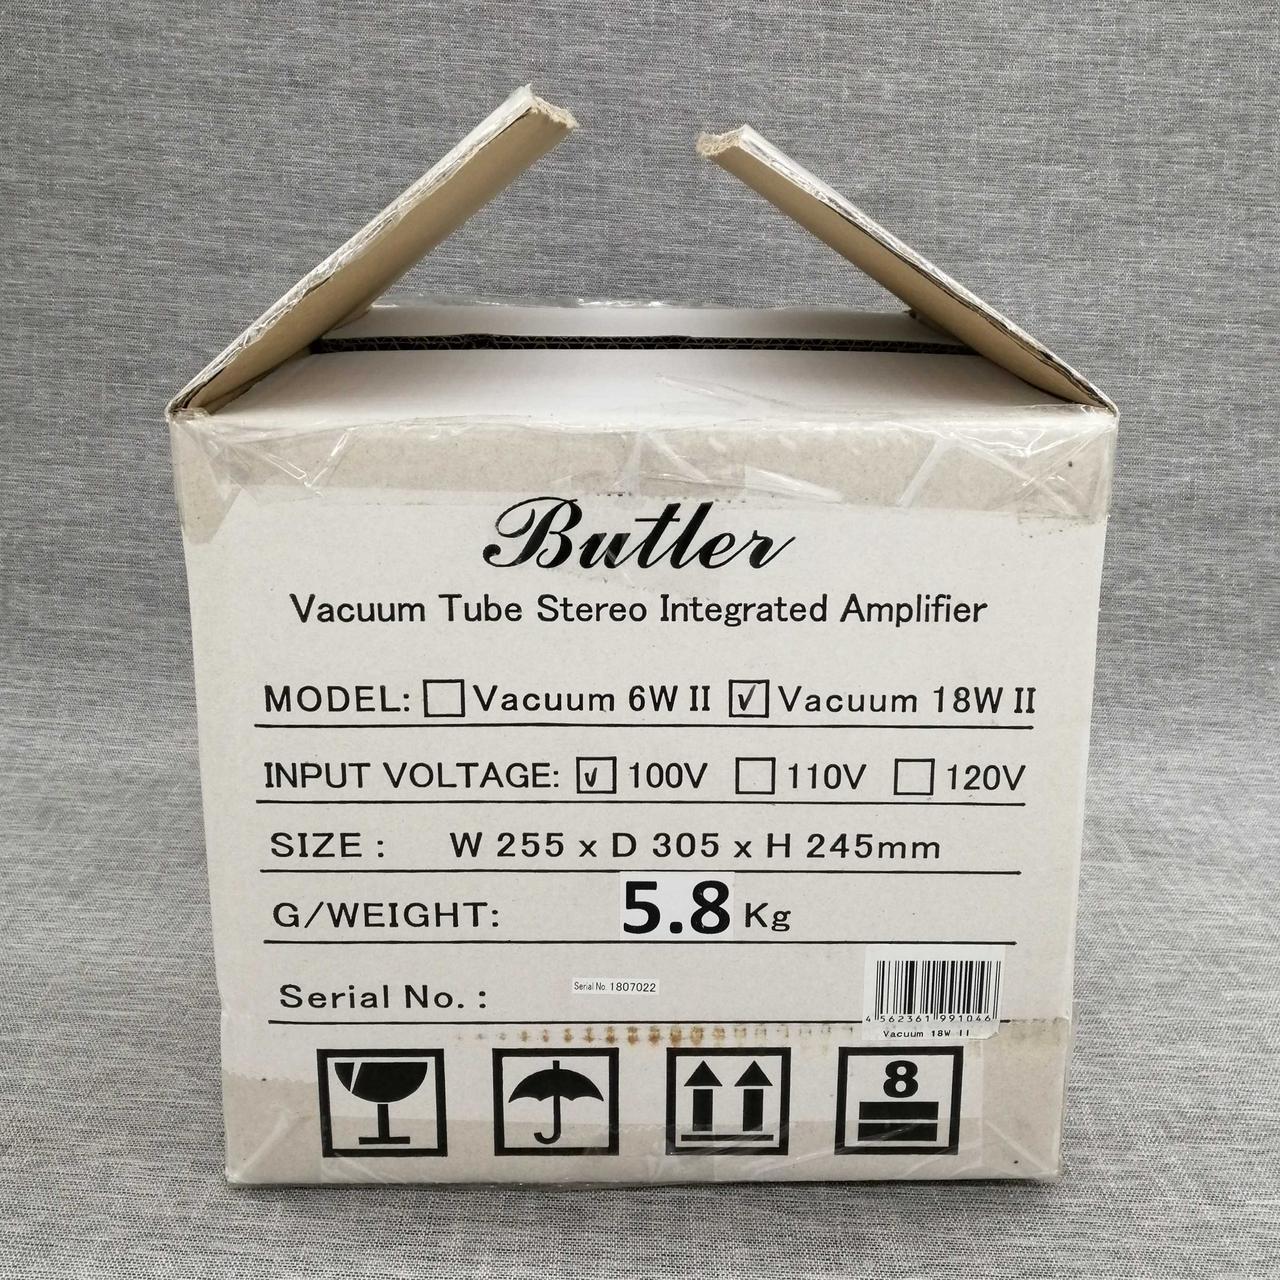 Butler
Vacuum Tube Stereo Integrated Amplifier
MODEL: Vacuum 6W II Vacuum 18W II
INPUT VOLTAGE: 100V 110V 120V
SIZE : W 255 x D 305 x H 245mm
G/WEIGHT: 5.8 Kg
Serial No. : Serial No. 1807022
4 562361 991046
Vacuum 18W II
8